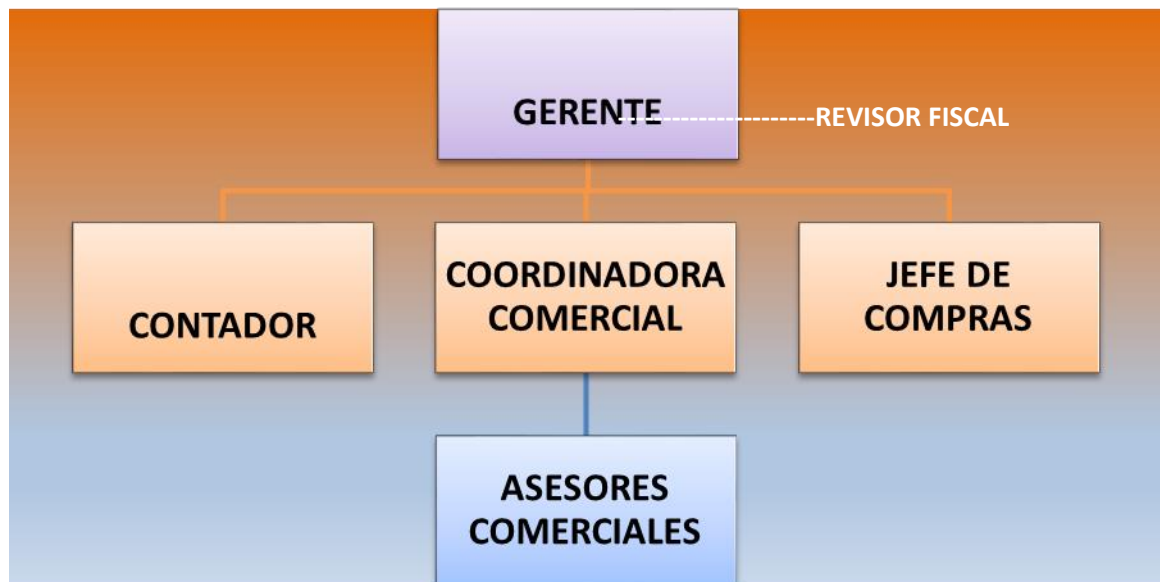 GERENTE --------------------REVISOR FISCAL
CONTADOR
COORDINADORA
COMERCIAL
JEFE DE
COMPRAS
ASESORES
COMERCIALES